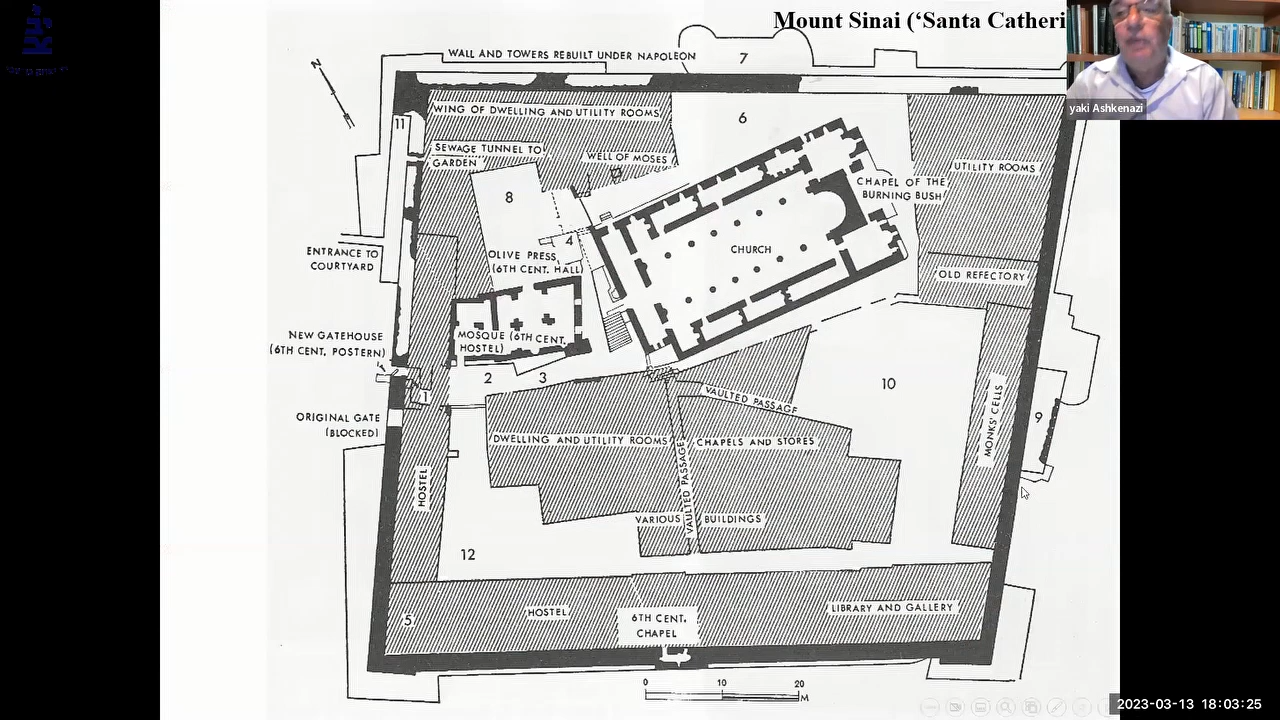 Mount Sinai (‘Santa Catheri
yaki Ashkenazi
WALL AND TOWERS REBUILT UNDER NAPOLEON
7
N
WING OF DWELLING AND UTILITY ROOMS
6
11
SEWAGE TUNNEL TO
GARDEN
WELL OF MOSES
UTILITY ROOMS
CHAPEL OF THE
BURNING BUSH
8
4
CHURCH
ENTRANCE TO
COURTYARD
OLIVE PRESS
(6TH CENT. HALL)
OLD REFECTORY
NEW GATEHOUSE
(6TH CENT. POSTERN)
MOSQUE (6TH CENT.
HOSTEL)
1
2
3
10
VAULTED PASSAGE
9
ORIGINAL GATE
(BLOCKED)
MONKS' CELLS
DWELLING AND UTILITY ROOMS
CHAPELS AND STORES
HOSTEL
VAULTED PASSAGE
VARIOUS BUILDINGS
12
5
HOSTEL
6TH CENT.
CHAPEL
LIBRARY AND GALLERY
0 10 20
M
2023-03-13 18:03:25